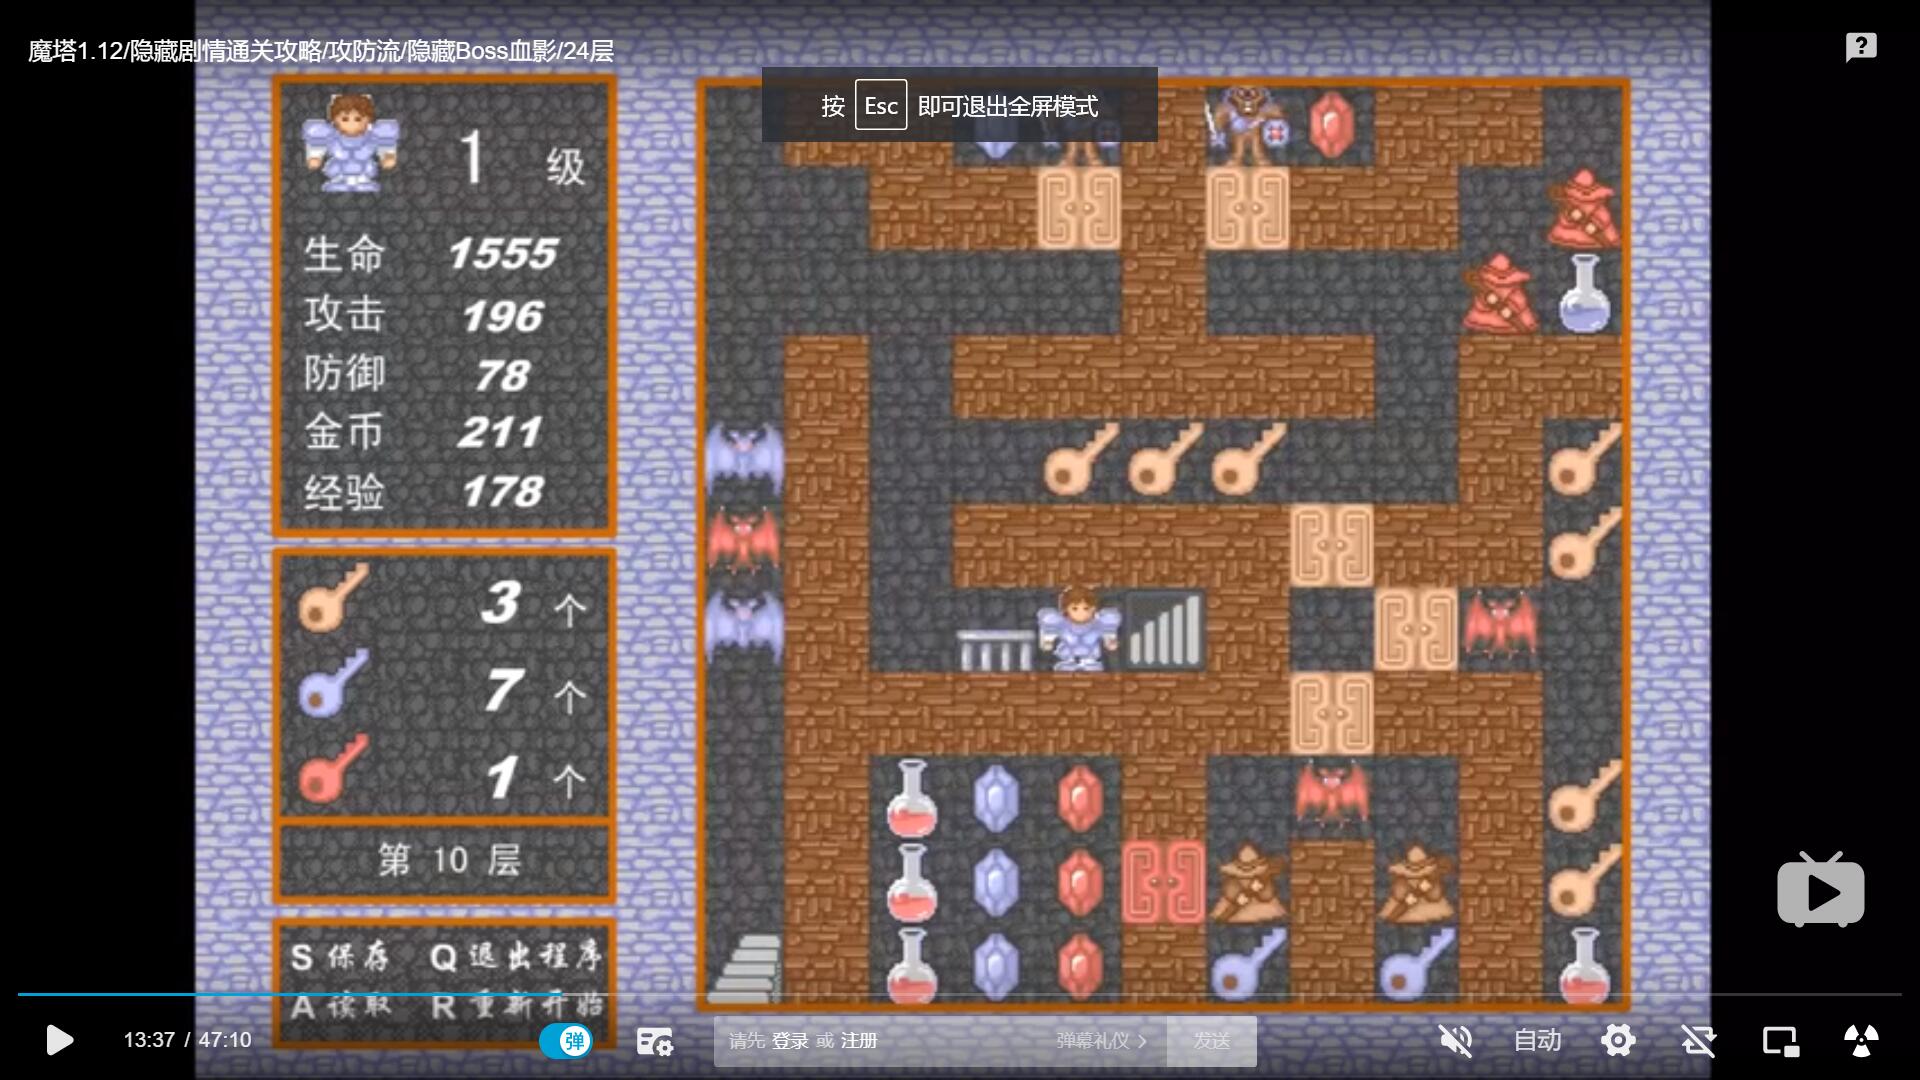 魔塔1.12/隐藏剧情通关攻略/攻防流/隐藏Boss血影/24层
按 Esc 即可退出全屏模式
1 级
生命 1555
攻击 196
防御 78
金币 211
经验 178
3 个
7 个
1 个
第 10 层
S 保存 Q 退出程序
A 读取 R 重新开始
13:37 / 47:10
弹
请先 登录 或 注册
弹幕礼仪
发送
自动